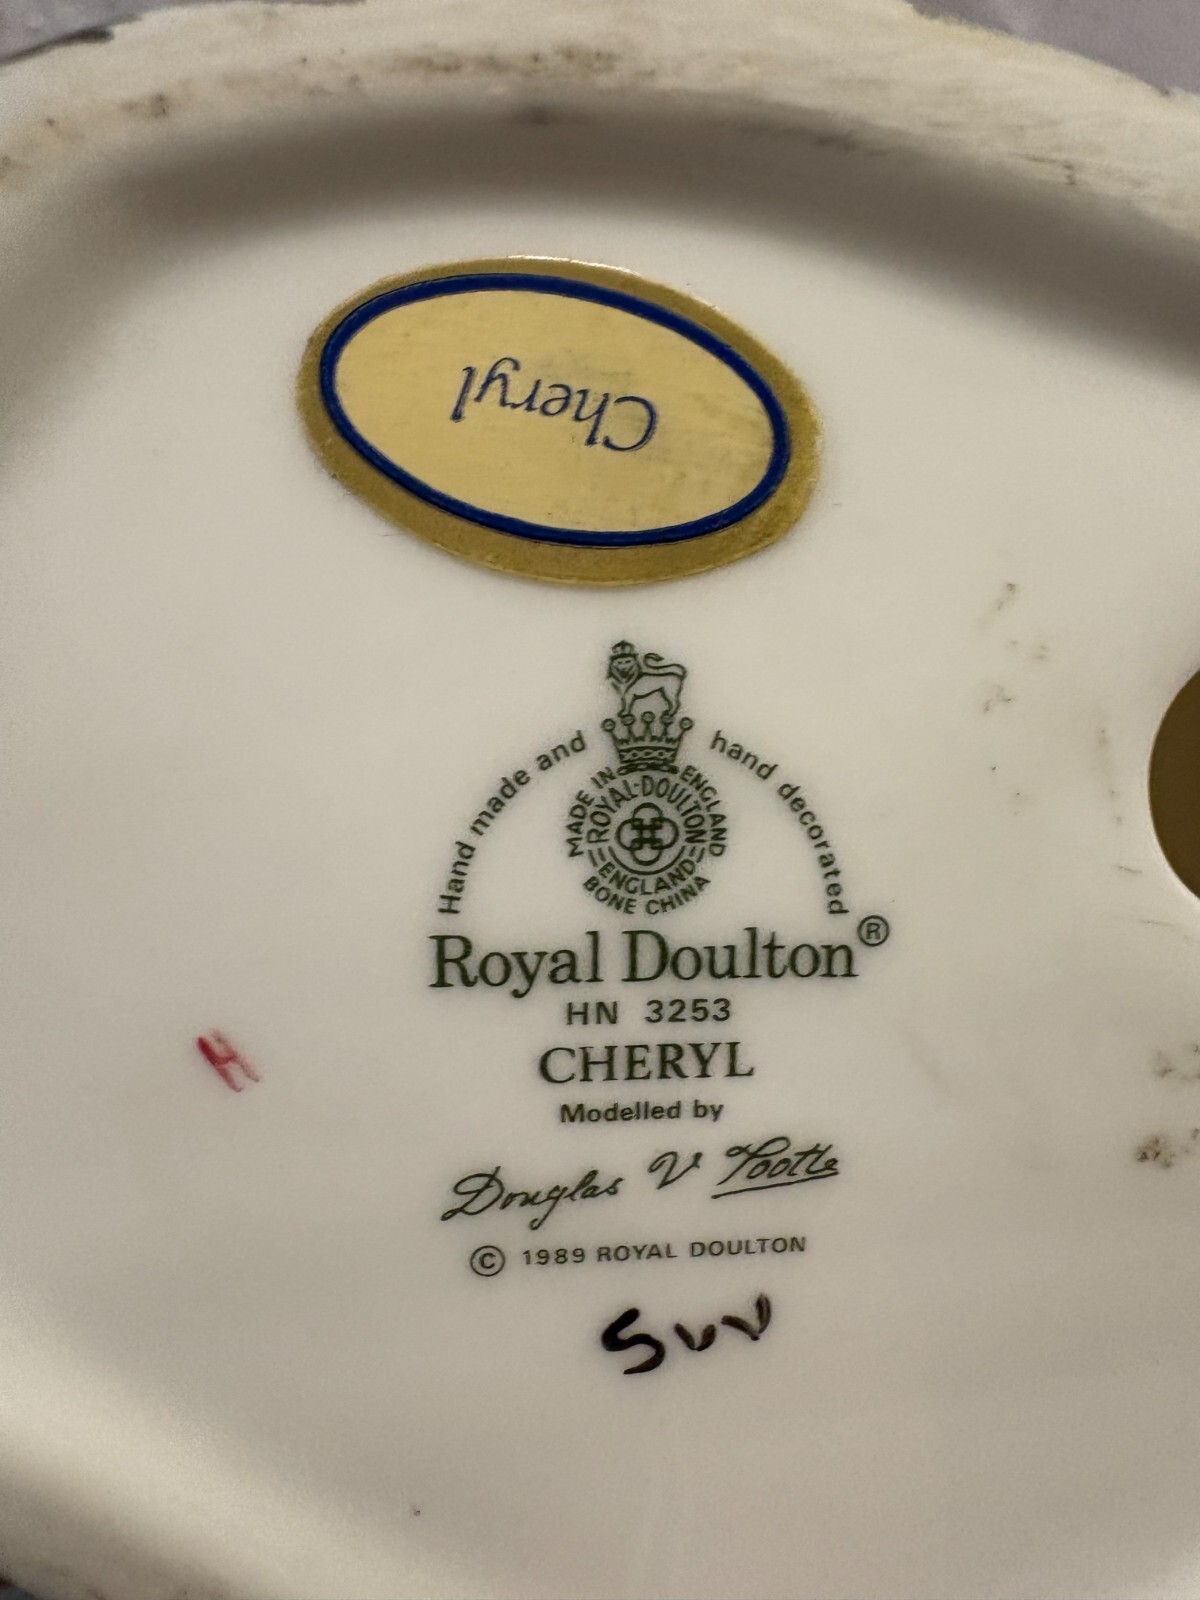 Cheryl
Hand made and hand decorated
MADE IN ENGLAND
ROYAL-DOULTON
ENGLAND
BONE CHINA
Royal Doulton®
HN 3253
CHERYL
Modelled by
Douglas V Tootle
© 1989 ROYAL DOULTON
H